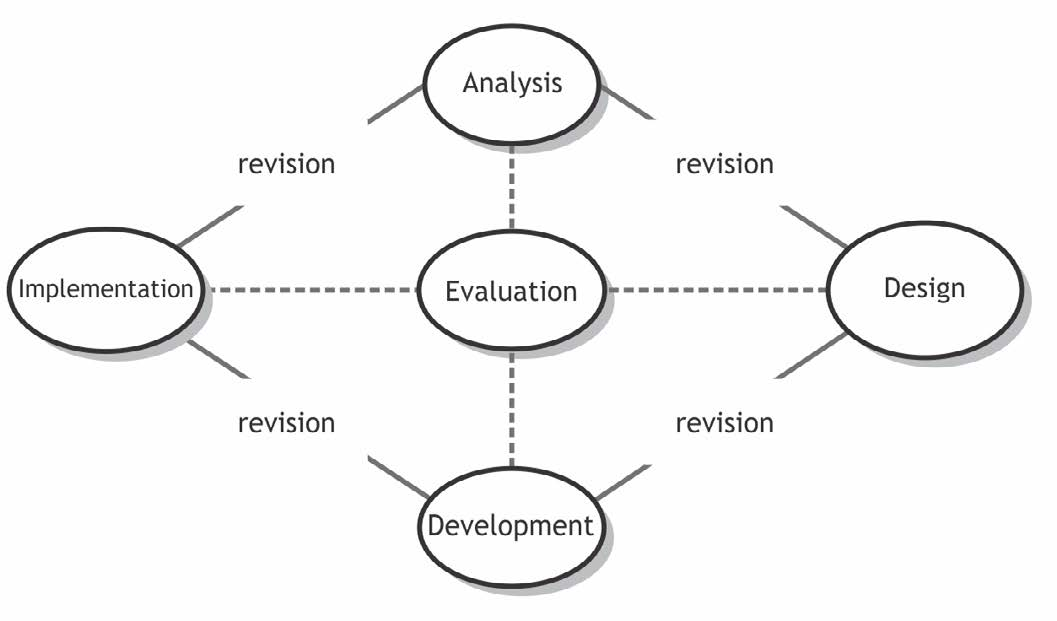 Analysis
revision
revision
Implementation
Evaluation
Design
revision
revision
Development